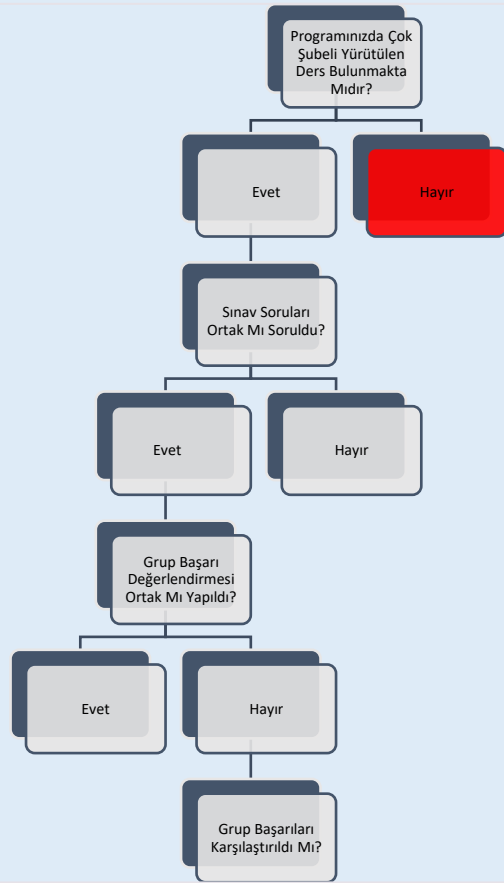 Programınızda Çok
Şubeli Yürütülen
Ders Bulunmakta
Mıdır?
Evet
Hayır
Sınav Soruları
Ortak Mı Soruldu?
Evet
Hayır
Grup Başarı
Değerlendirmesi
Ortak Mı Yapıldı?
Evet
Hayır
Grup Başarıları
Karşılaştırıldı Mı?